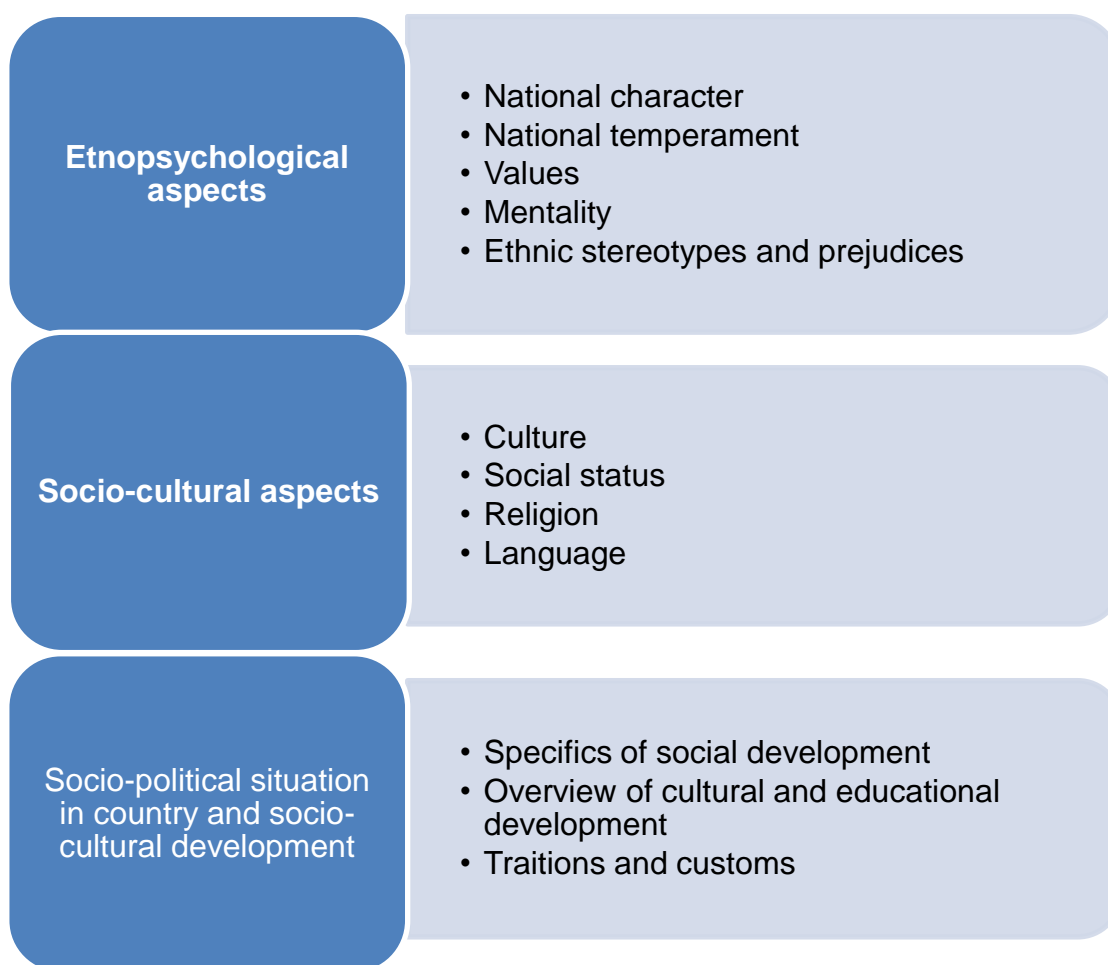 Etnopsychological
aspects
• National character
• National temperament
• Values
• Mentality
• Ethnic stereotypes and prejudices
Socio-cultural aspects
• Culture
• Social status
• Religion
• Language
Socio-political situation
in country and socio-
cultural development
• Specifics of social development
• Overview of cultural and educational
development
• Traitions and customs